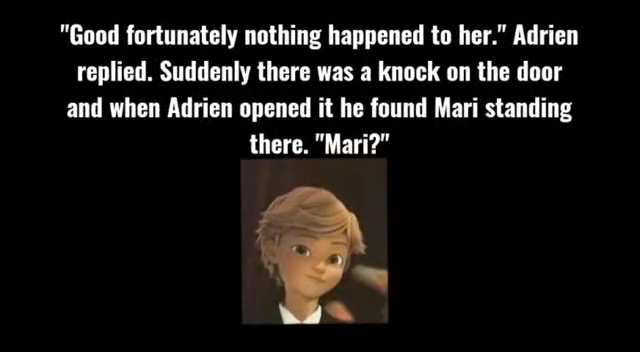 "Good fortunately nothing happened to her." Adrien
replied. Suddenly there was a knock on the door
and when Adrien opened it he found Mari standing
there. "Mari?"